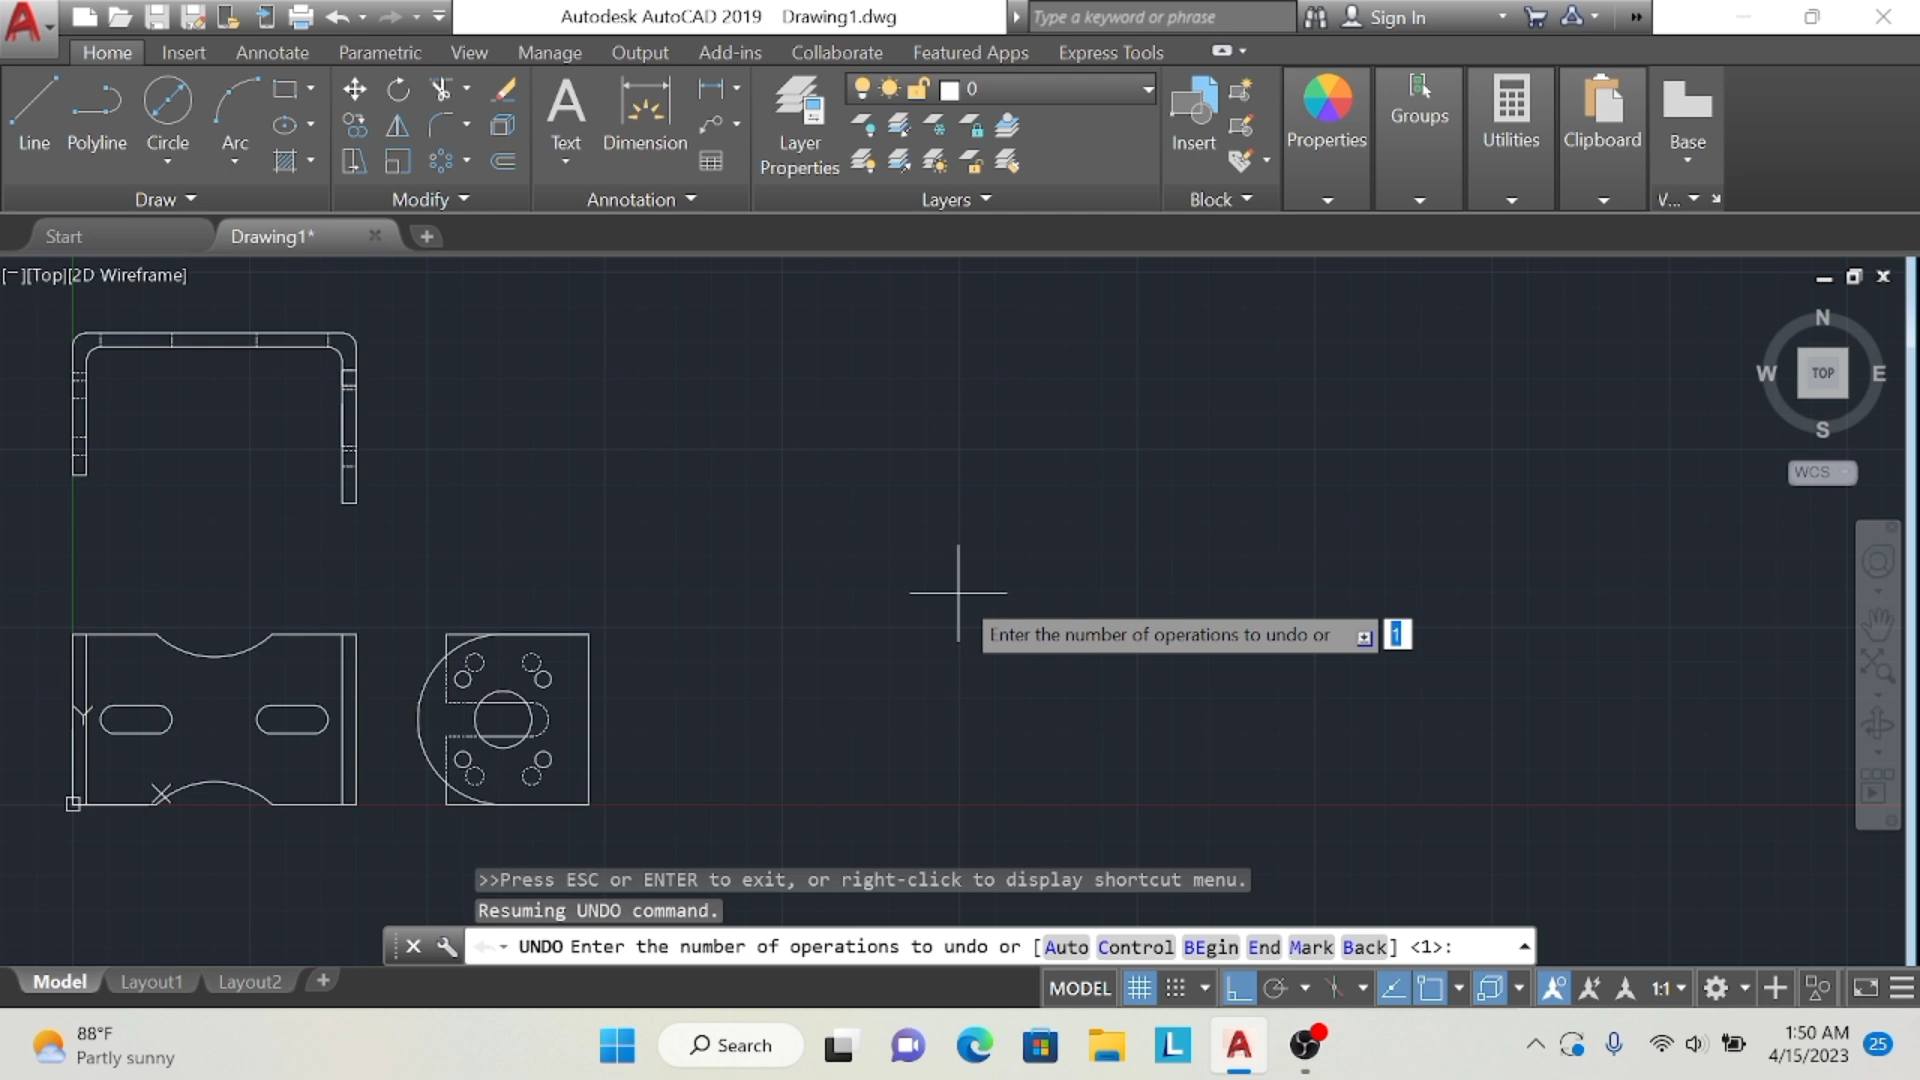 Autodesk AutoCAD 2019 Drawing1.dwg
Type a keyword or phrase
Sign In
Home Insert Annotate Parametric View Manage Output Add-ins Collaborate Featured Apps Express Tools
0
Line Polyline Circle Arc
Text Dimension
Layer Properties
Insert
Properties
Groups
Utilities
Clipboard
Base
Draw Modify Annotation Layers Block V...
Start Drawing1*
[−][Top][2D Wireframe]
N
W TOP E
S
WCS
Enter the number of operations to undo or 1
Y
X
>>Press ESC or ENTER to exit, or right-click to display shortcut menu.
Resuming UNDO command.
UNDO Enter the number of operations to undo or [Auto Control BEgin End Mark Back] <1>:
Model Layout1 Layout2
MODEL 1:1
88°F
Partly sunny
Search
1:50 AM
4/15/2023
25